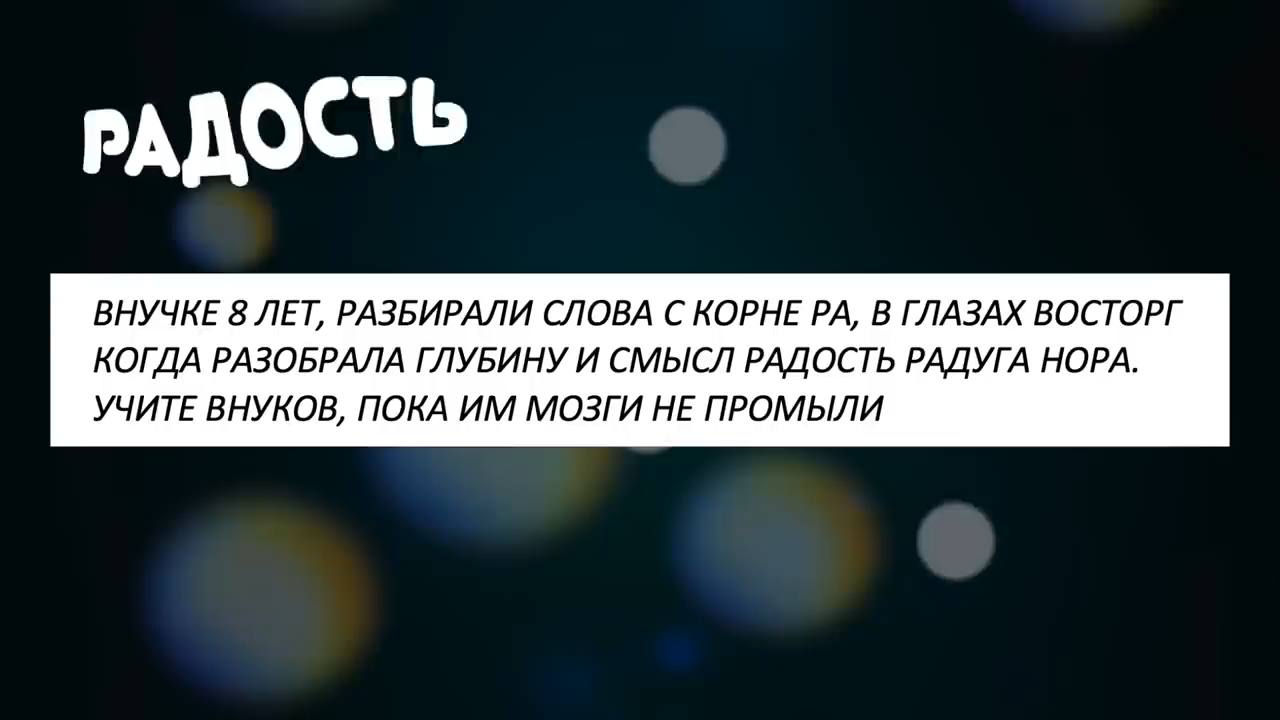 РАДОСТЬ
ВНУЧКЕ 8 ЛЕТ, РАЗБИРАЛИ СЛОВА С КОРНЕ РА, В ГЛАЗАХ ВОСТОРГ
КОГДА РАЗОБРАЛА ГЛУБИНУ И СМЫСЛ РАДОСТЬ РАДУГА НОРА.
УЧИТЕ ВНУКОВ, ПОКА ИМ МОЗГИ НЕ ПРОМЫЛИ